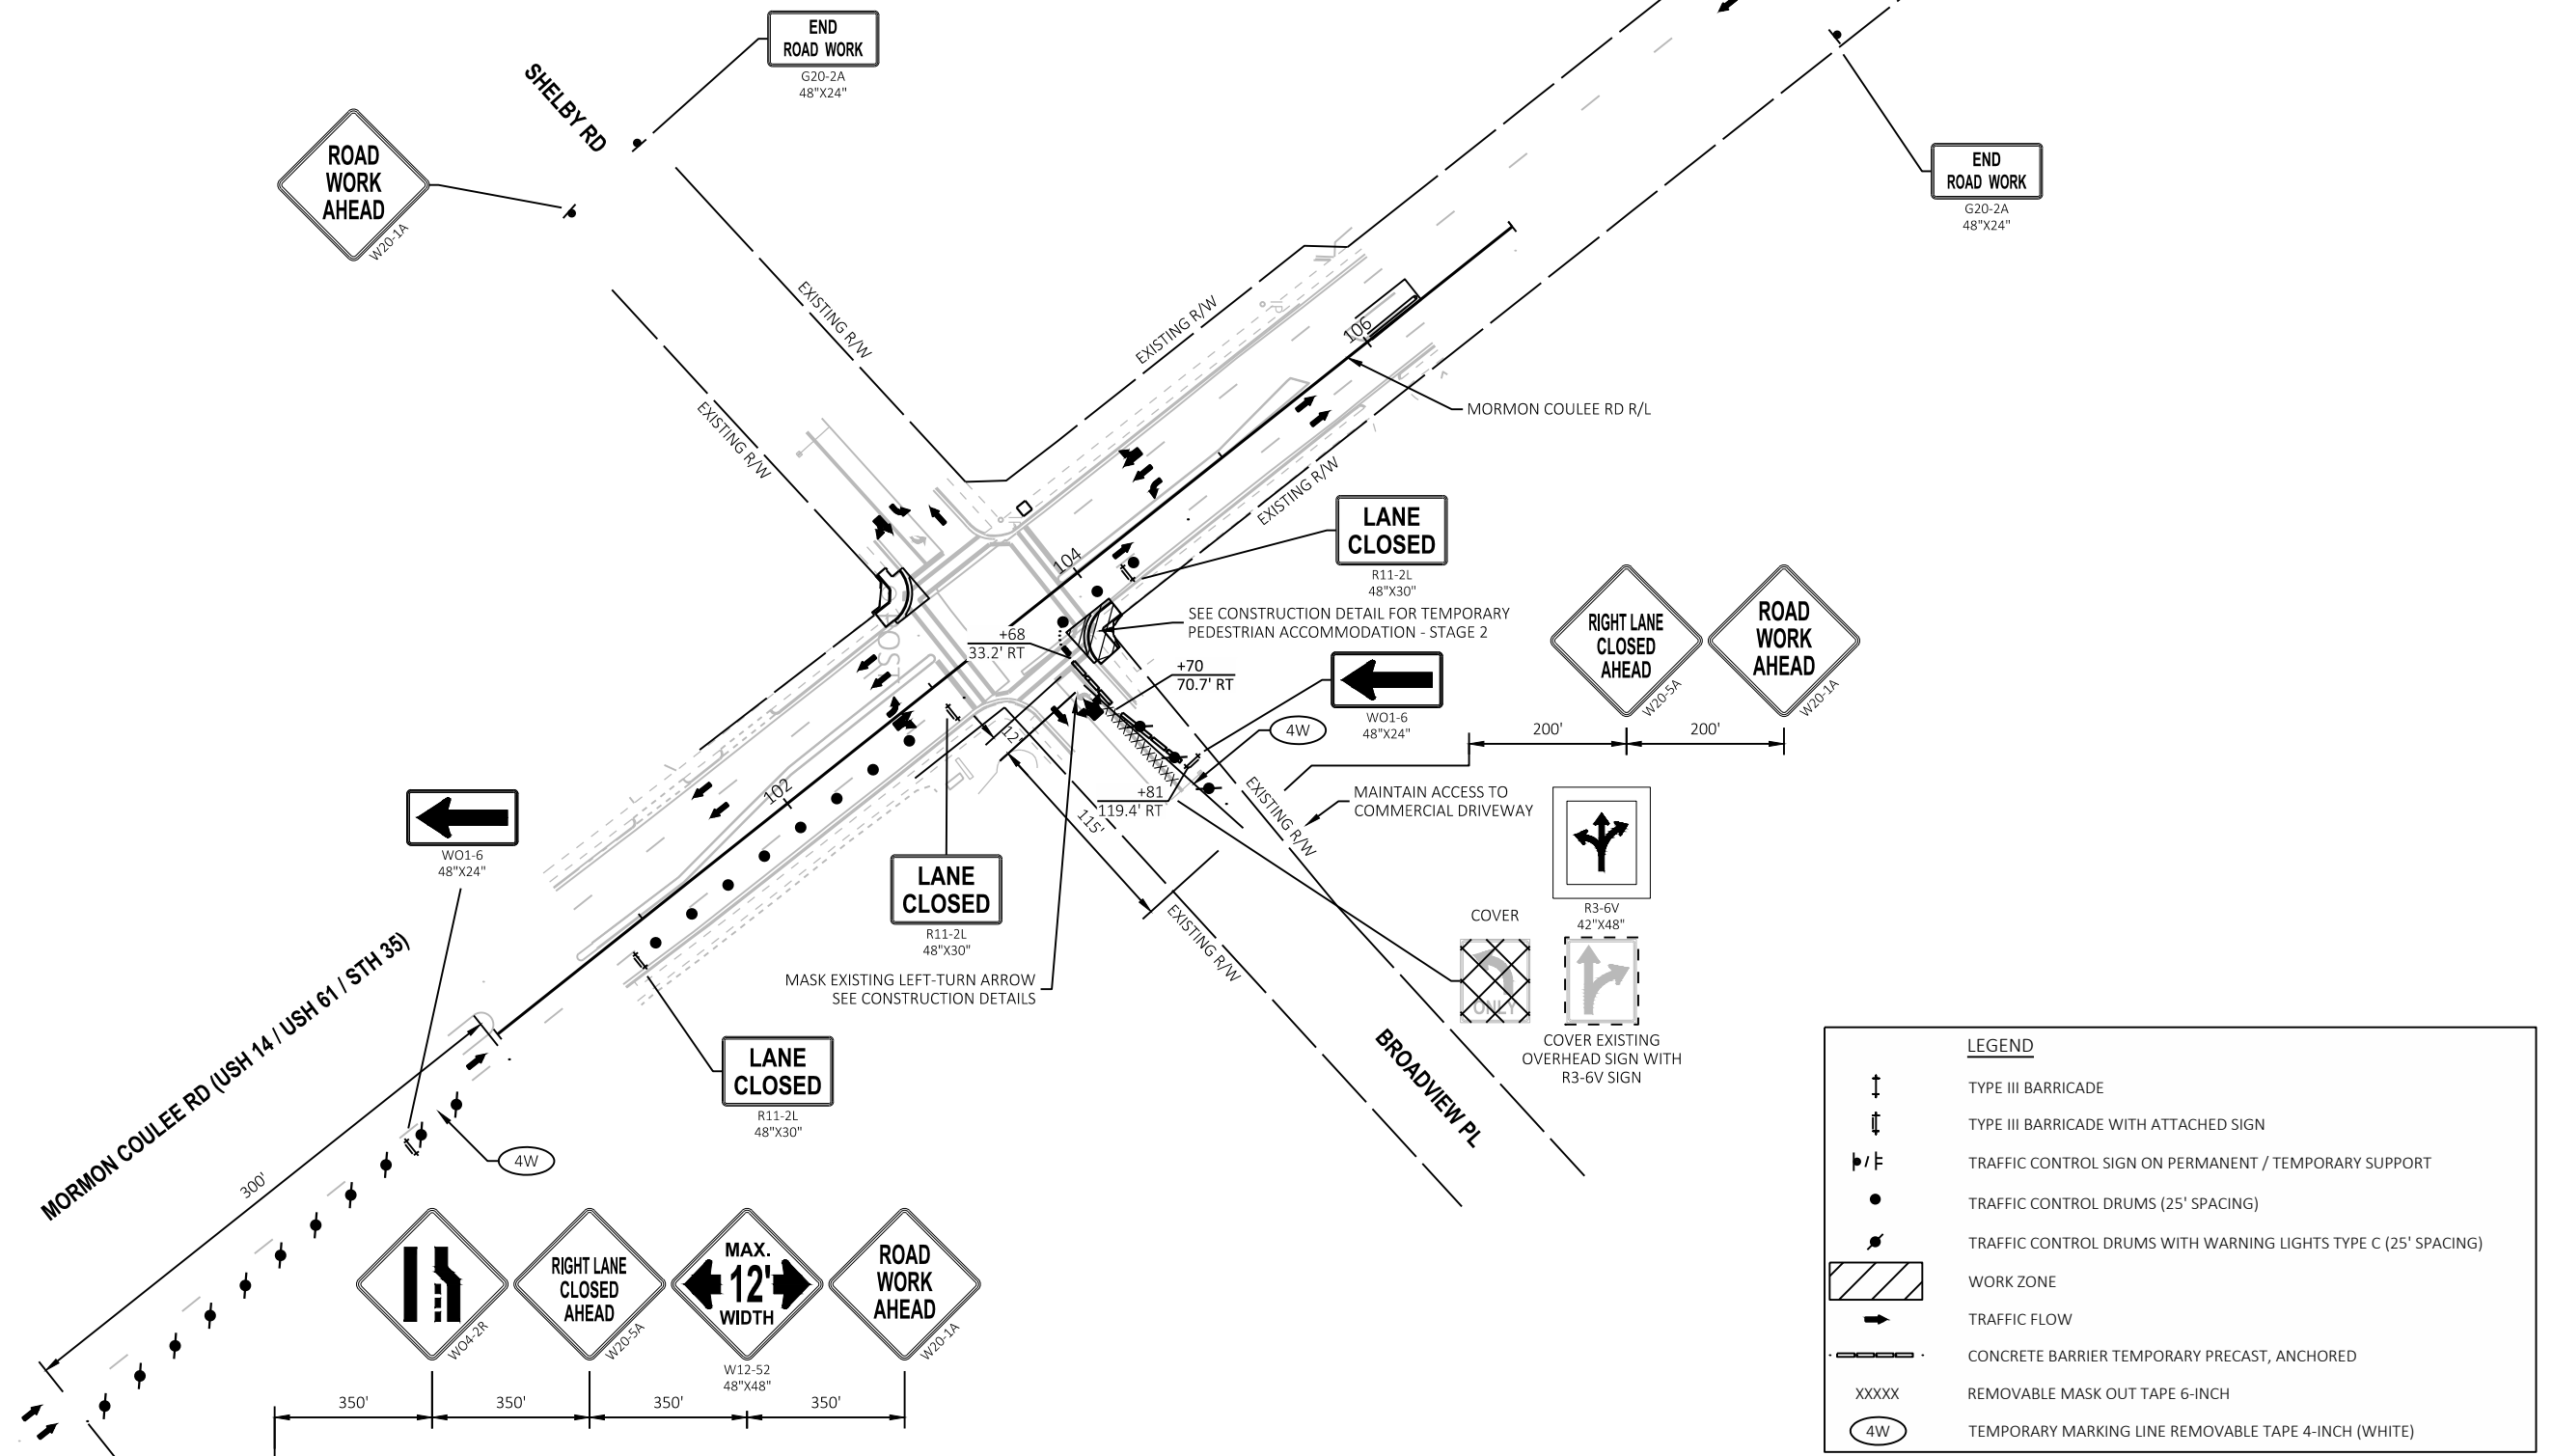 END
ROAD WORK
G20-2A
48"X24"
SHELBY RD
ROAD
WORK
AHEAD
W20-1A
END
ROAD WORK
G20-2A
48"X24"
EXISTING R/W
EXISTING R/W
EXISTING R/W
EXISTING R/W
106
MORMON COULEE RD R/L
104
LANE
CLOSED
R11-2L
48"X30"
SEE CONSTRUCTION DETAIL FOR TEMPORARY
PEDESTRIAN ACCOMMODATION - STAGE 2
+68
33.2' RT
+70
70.7' RT
WO1-6
48"X24"
4W
RIGHT LANE
CLOSED
AHEAD
W20-5A
ROAD
WORK
AHEAD
W20-1A
200'
200'
12'
102
+81
119.4' RT
115'
EXISTING R/W
EXISTING R/W
MAINTAIN ACCESS TO
COMMERCIAL DRIVEWAY
R3-6V
42"X48"
COVER
ONLY
COVER EXISTING
OVERHEAD SIGN WITH
R3-6V SIGN
WO1-6
48"X24"
LANE
CLOSED
R11-2L
48"X30"
MASK EXISTING LEFT-TURN ARROW
SEE CONSTRUCTION DETAILS
LANE
CLOSED
R11-2L
48"X30"
MORMON COULEE RD (USH 14 / USH 61 / STH 35)
BROADVIEW PL
4W
300'
WO4-2R
RIGHT LANE
CLOSED
AHEAD
W20-5A
MAX.
12'
WIDTH
W12-52
48"X48"
ROAD
WORK
AHEAD
W20-1A
350'
350'
350'
350'
LEGEND
TYPE III BARRICADE
TYPE III BARRICADE WITH ATTACHED SIGN
TRAFFIC CONTROL SIGN ON PERMANENT / TEMPORARY SUPPORT
TRAFFIC CONTROL DRUMS (25' SPACING)
TRAFFIC CONTROL DRUMS WITH WARNING LIGHTS TYPE C (25' SPACING)
WORK ZONE
TRAFFIC FLOW
CONCRETE BARRIER TEMPORARY PRECAST, ANCHORED
XXXXX REMOVABLE MASK OUT TAPE 6-INCH
4W TEMPORARY MARKING LINE REMOVABLE TAPE 4-INCH (WHITE)